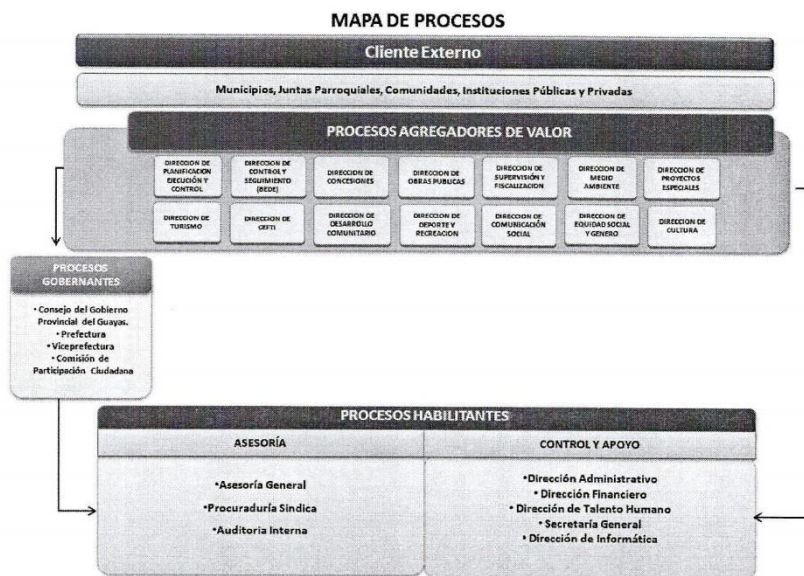 MAPA DE PROCESOS
Cliente Externo
Municipios, Juntas Parroquiales, Comunidades, Instituciones Públicas y Privadas
PROCESOS AGREGADORES DE VALOR
DIRECCION DE
PLANIFICACION
EJECUCIÓN Y
CONTROL
DIRECCION DE
CONTROL Y
SEGUIMIENTO
(BEDE)
DIRECCION DE
CONCESIONES
DIRECCION DE
OBRAS PUBLICAS
DIRECCION DE
SUPERVISIÓN Y
FISCALIZACION
DIRECCION DE
MEDIO
AMBIENTE
DIRECCION DE
PROYECTOS
ESPECIALES
DIRECCION DE
TURISMO
DIRECCION DE
CEFTI
DIRECCION DE
DESARROLLO
COMUNITARIO
DIRECCION DE
DEPORTE Y
RECREACION
DIRECCION DE
COMUNICACIÓN
SOCIAL
DIRECCION DE
EQUIDAD SOCIAL
Y GENERO
DIRECCION DE
CULTURA
PROCESOS
GOBERNANTES
• Consejo del Gobierno
Provincial del Guayas.
• Prefectura
• Viceprefectura
• Comisión de
Participación Ciudadana
PROCESOS HABILITANTES
ASESORÍA
•Asesoría General
•Procuraduría Sindica
•Auditoria Interna
CONTROL Y APOYO
•Dirección Administrativo
•Dirección Financiero
•Dirección de Talento Humano
•Secretaría General
•Dirección de Informática